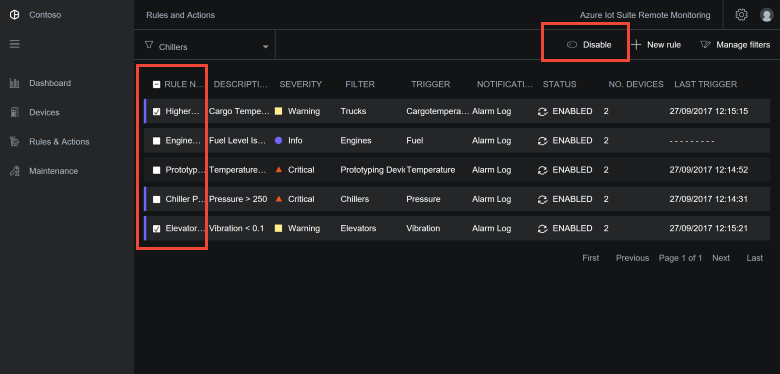 Contoso
Rules and Actions
Azure Iot Suite Remote Monitoring
Chillers
Disable
New rule
Manage filters
Dashboard
Devices
Rules & Actions
Maintenance
RULE N... DESCRIPTI... SEVERITY FILTER TRIGGER NOTIFICATI... STATUS NO. DEVICES LAST TRIGGER
Higher... Cargo Tempe... Warning Trucks Cargotempera... Alarm Log ENABLED 2 27/09/2017 12:15:15
Engine... Fuel Level Is... Info Engines Fuel Alarm Log ENABLED 2 - - - - - - - - -
Prototyp... Temperature... Critical Prototyping Devi Temperature Alarm Log ENABLED 2 27/09/2017 12:14:52
Chiller P... Pressure > 250 Critical Chillers Pressure Alarm Log ENABLED 2 27/09/2017 12:14:31
Elevator... Vibration < 0.1 Warning Elevators Vibration Alarm Log ENABLED 2 27/09/2017 12:15:21
First Previous Page 1 of 1 Next Last